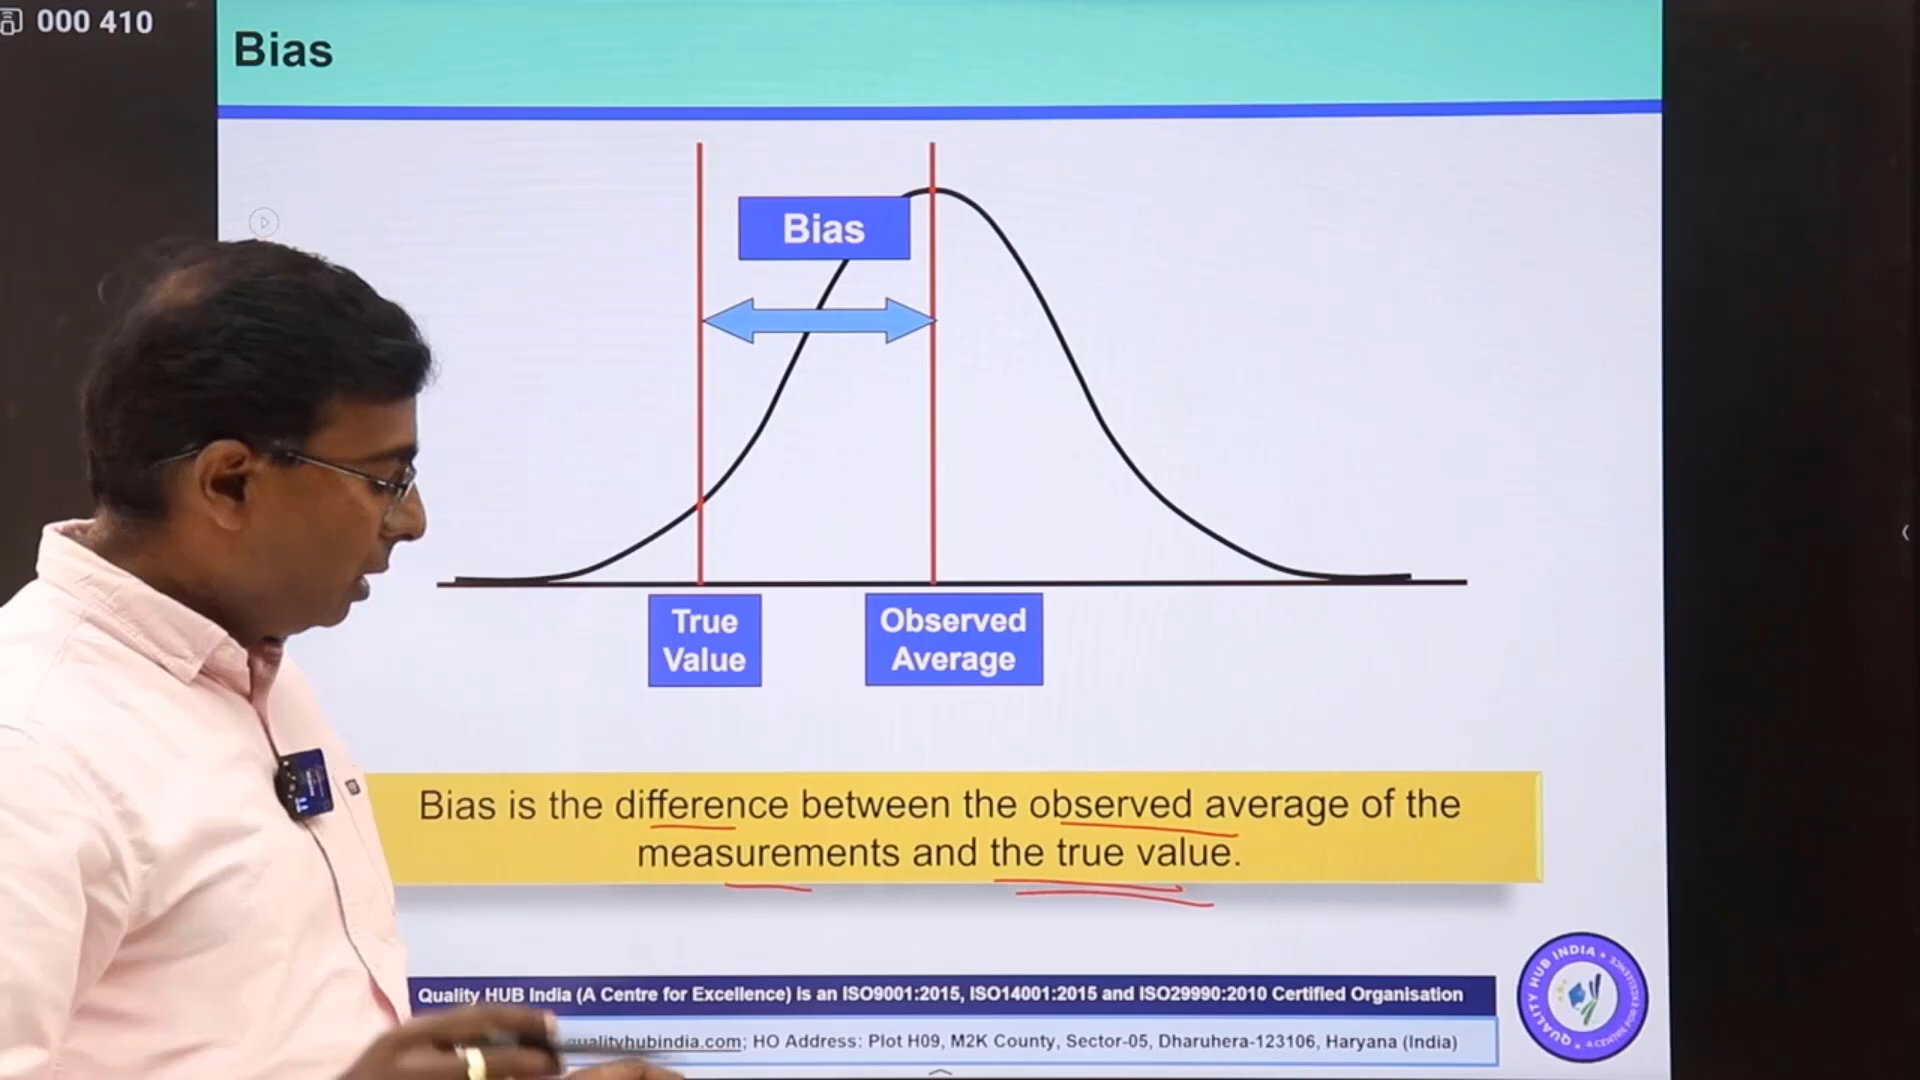 000 410
Bias
Bias
True
Value
Observed
Average
Bias is the difference between the observed average of the
measurements and the true value.
Quality HUB India (A Centre for Excellence) is an ISO9001:2015, ISO14001:2015 and ISO29990:2010 Certified Organisation
qualityhubindia.com; HO Address: Plot H09, M2K County, Sector-05, Dharuhera-123106, Haryana (India)
QUALITY HUB INDIA • A CENTRE FOR EXCELLENCE •